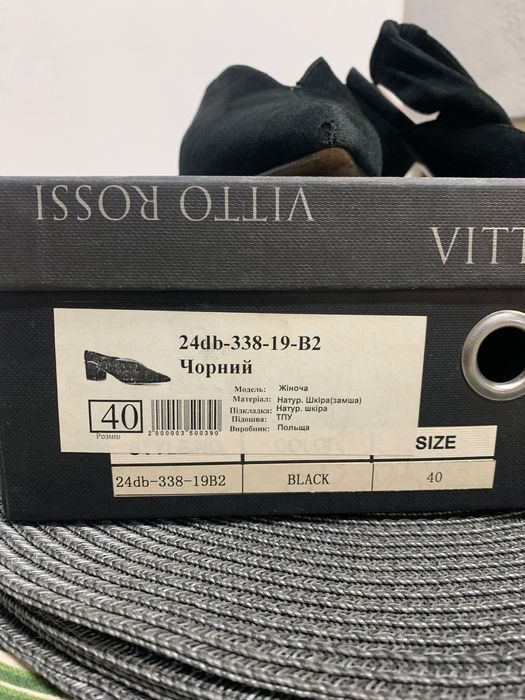 VITTO ROSSI
VITT
24db-338-19-B2
Чорний
Модель: Жіноча
Матеріал: Натур. Шкіра(замша)
Підкладка: Натур. шкіра
Підошва: ТПУ
Виробник: Польща
40
Розмір
2000003500390
SIZE
24db-338-19B2 BLACK 40